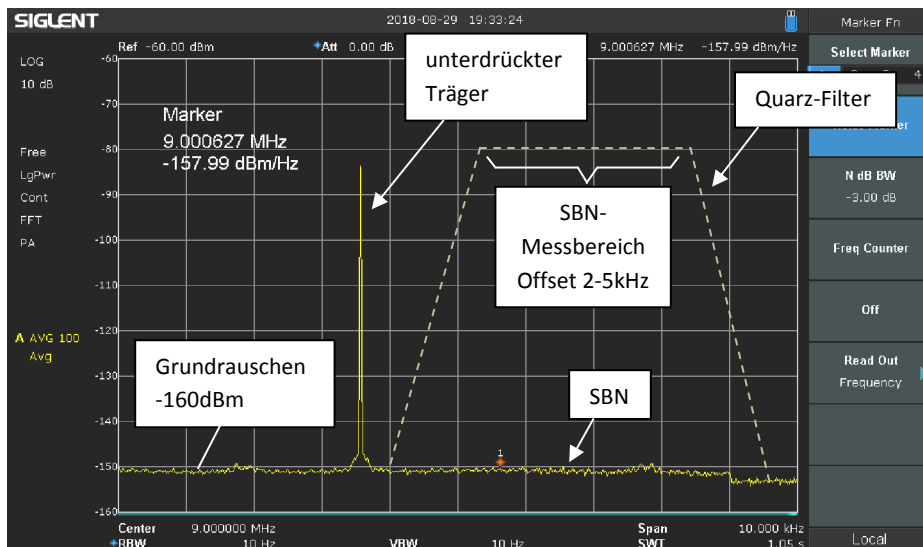 SIGLENT
2018-08-29 19:33:24
Marker Fn
Ref -60.00 dBm
Att 0.00 dB
9.000627 MHz -157.99 dBm/Hz
Select Marker
4
LOG
10 dB
Free
LgPwr
Cont
FFT
PA
A AVG 100
Avg
-60
-70
-80
-90
-100
-110
-120
-130
-140
-150
-160
Marker
9.000627 MHz
-157.99 dBm/Hz
unterdrückter
Träger
Quarz-Filter
SBN-
Messbereich
Offset 2-5kHz
Grundrauschen
-160dBm
SBN
1
N dB BW
-3.00 dB
Freq Counter
Off
Read Out
Frequency
Local
Center 9.000000 MHz
Span 10.000 kHz
RBW 10 Hz
VBW 10 Hz
SWT 1.05 s